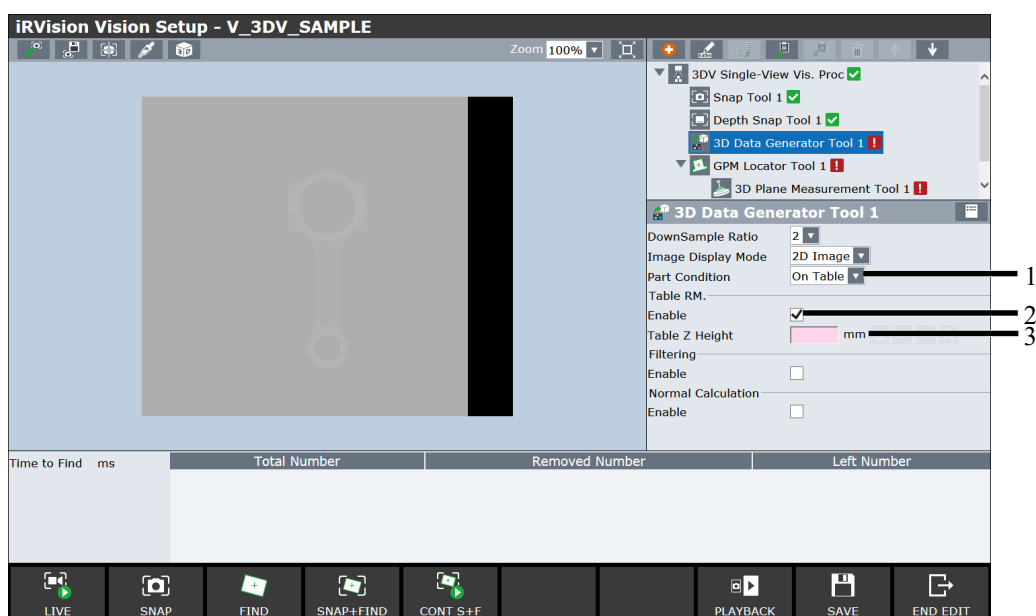 iRVision Vision Setup - V_3DV_SAMPLE
Zoom 100%
3DV Single-View Vis. Proc
Snap Tool 1
Depth Snap Tool 1
3D Data Generator Tool 1
GPM Locator Tool 1
3D Plane Measurement Tool 1
3D Data Generator Tool 1
DownSample Ratio 2
Image Display Mode 2D Image
Part Condition On Table 1
Table RM.
Enable 2
Table Z Height mm 3
Filtering
Enable
Normal Calculation
Enable
Time to Find ms Total Number Removed Number Left Number
LIVE SNAP FIND SNAP+FIND CONT S+F PLAYBACK SAVE END EDIT